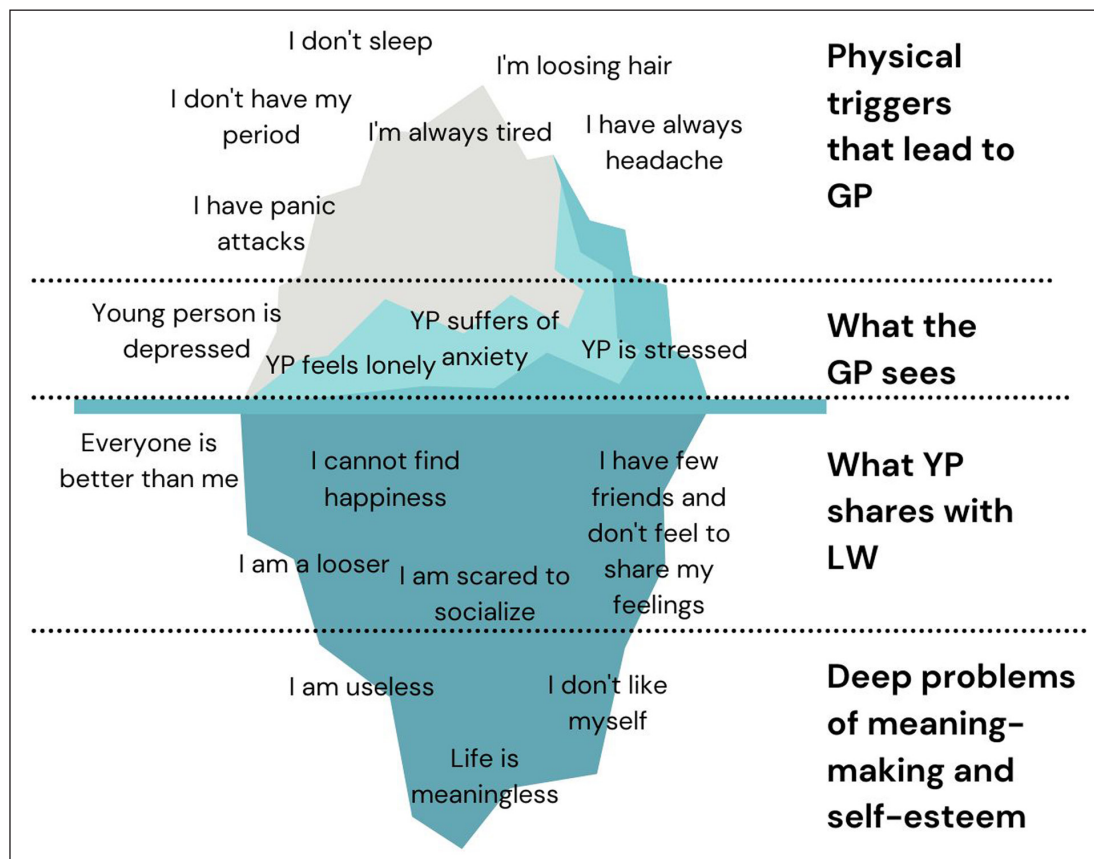 I don't sleep
I'm loosing hair
I don't have my
period
I'm always tired
I have always
headache
I have panic
attacks
Physical
triggers
that lead to
GP
Young person is
depressed
YP feels lonely
YP suffers of
anxiety
YP is stressed
What the
GP sees
Everyone is
better than me
I cannot find
happiness
I have few
friends and
don't feel to
share my
feelings
I am a looser
I am scared to
socialize
What YP
shares with
LW
I am useless
I don't like
myself
Life is
meaningless
Deep problems
of meaning-
making and
self-esteem